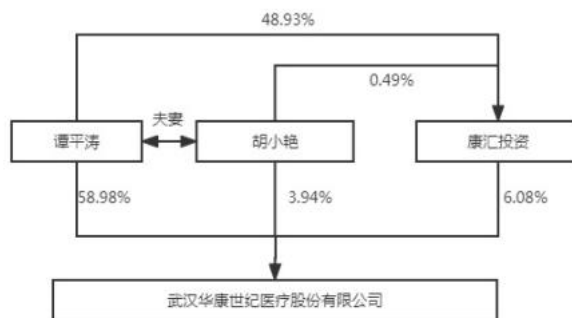 48.93%
0.49%
夫妻
谭平涛
胡小艳
康汇投资
58.98%
3.94%
6.08%
武汉华康世纪医疗股份有限公司